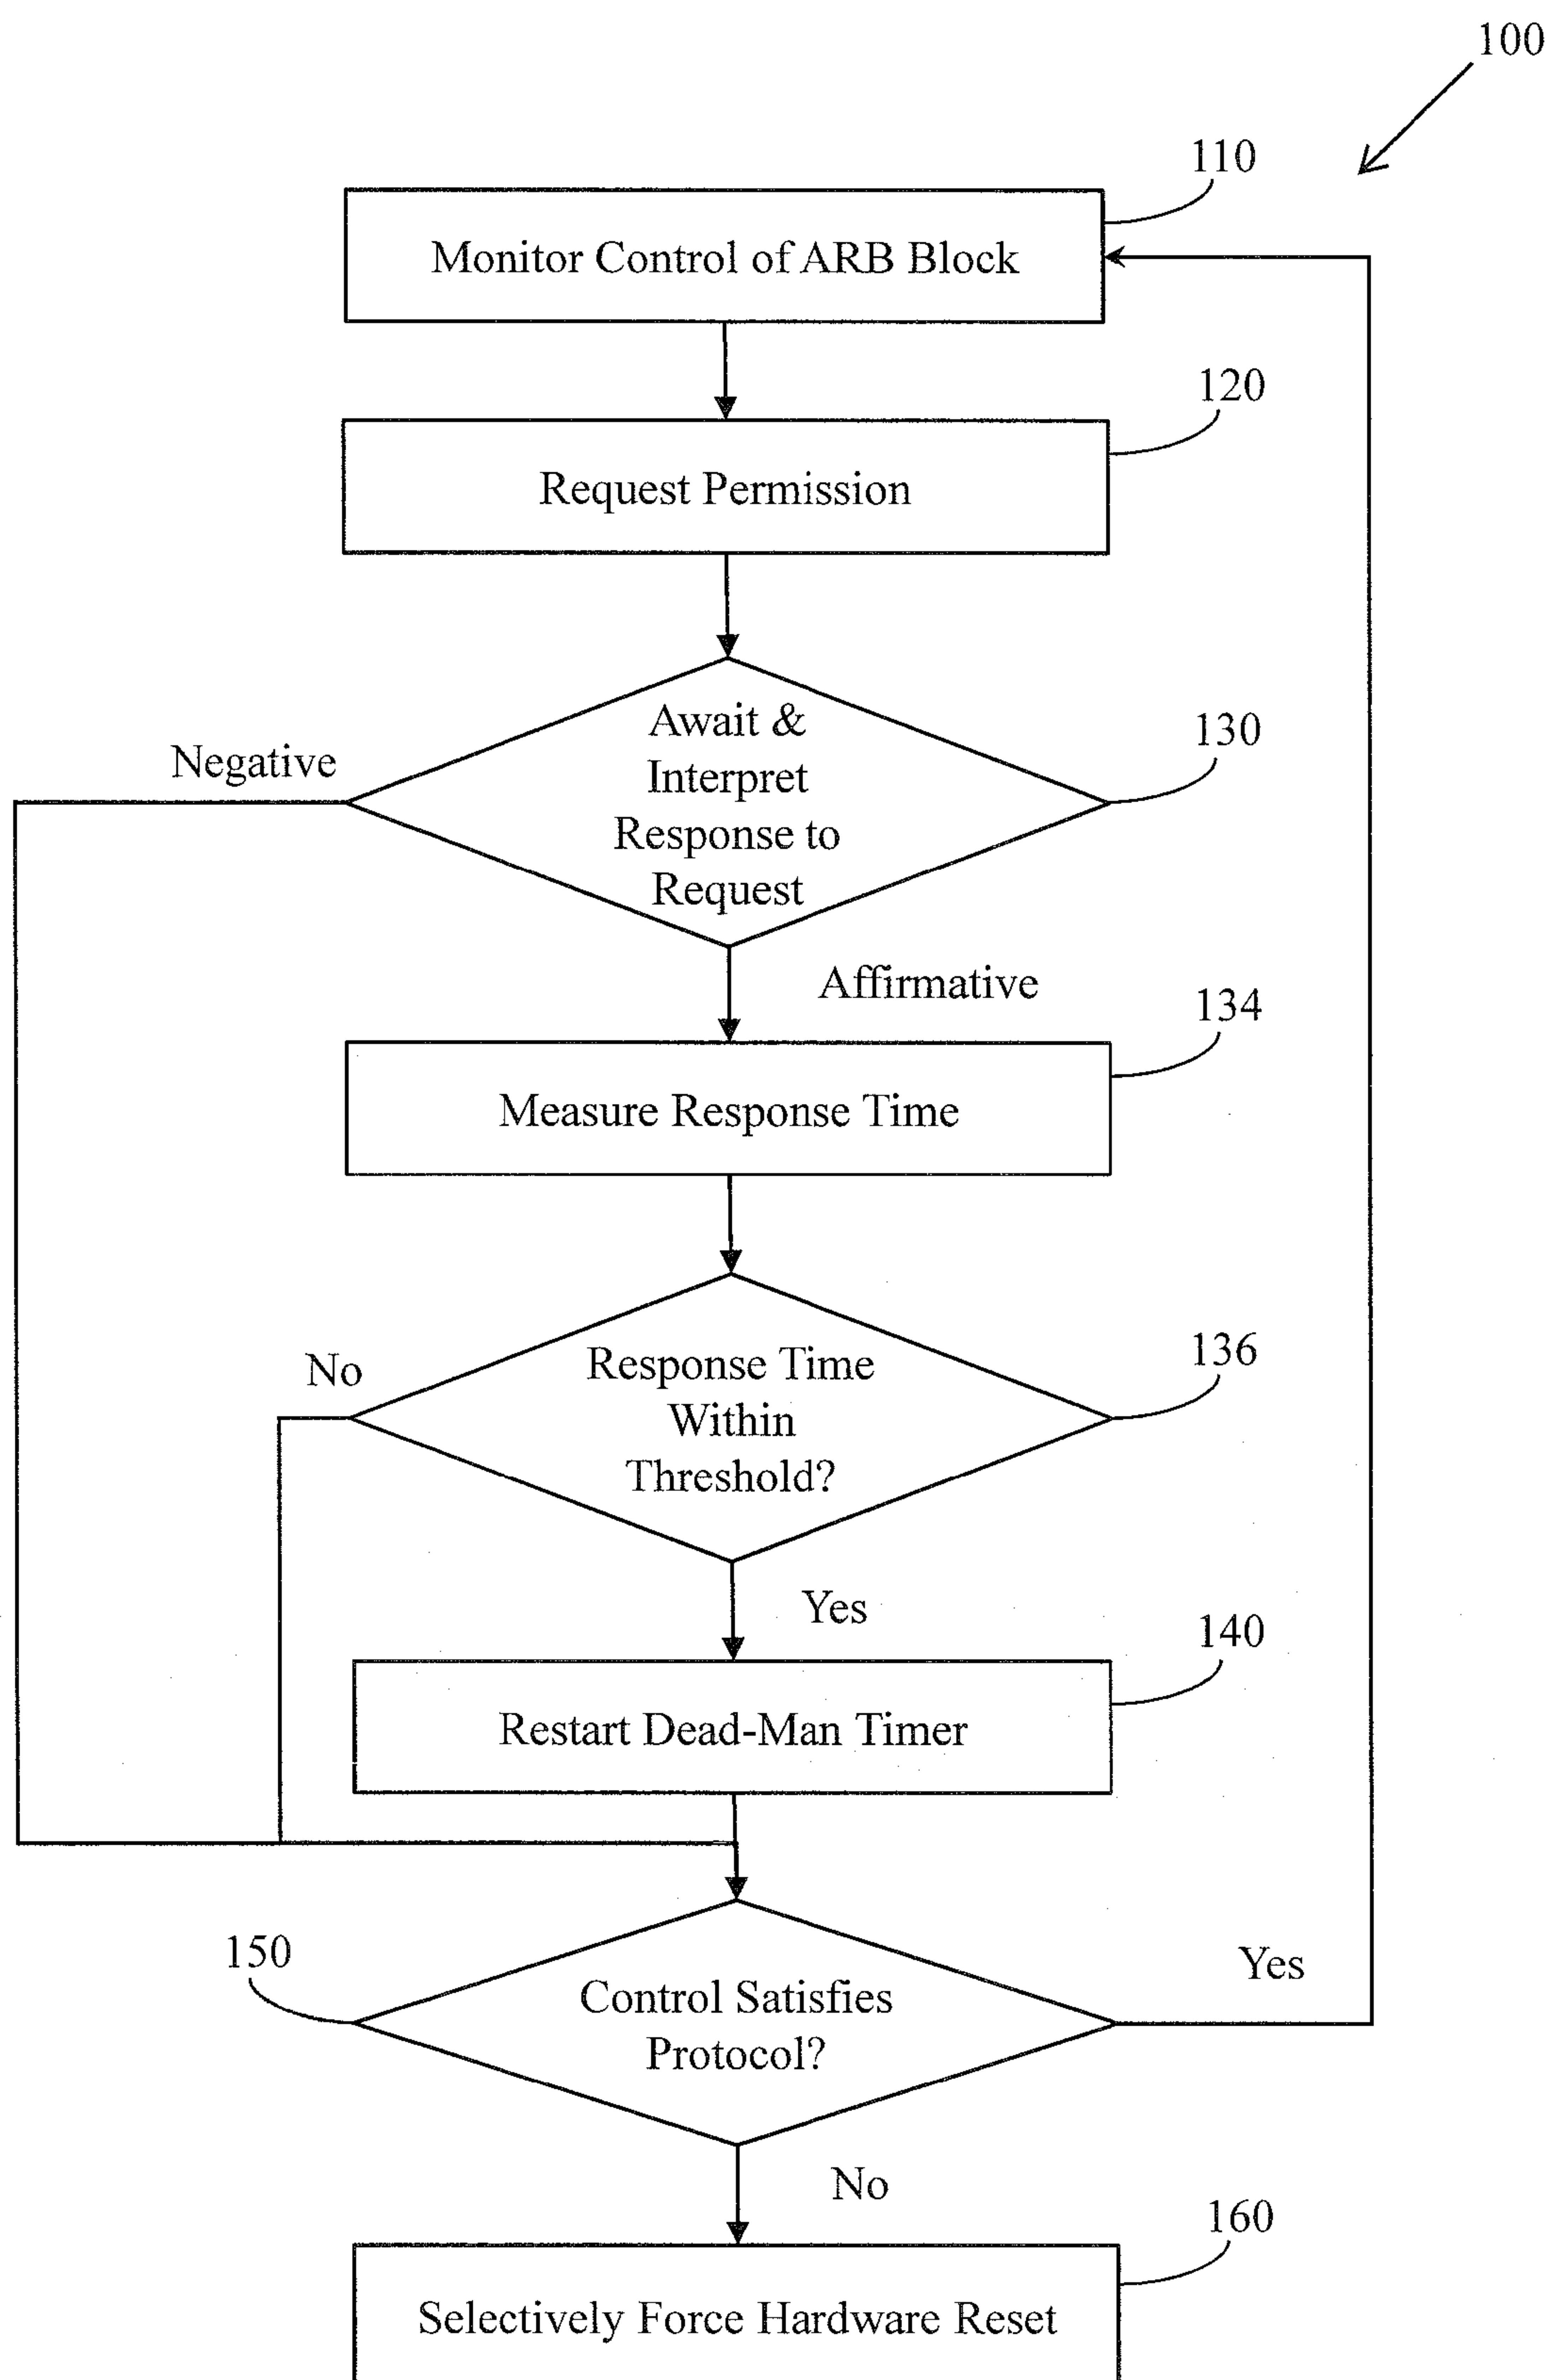 100
110
Monitor Control of ARB Block
120
Request Permission
130
Negative
Await &
Interpret
Response to
Request
Affirmative
134
Measure Response Time
136
No
Response Time
Within
Threshold?
Yes
140
Restart Dead-Man Timer
150
Yes
Control Satisfies
Protocol?
No
160
Selectively Force Hardware Reset